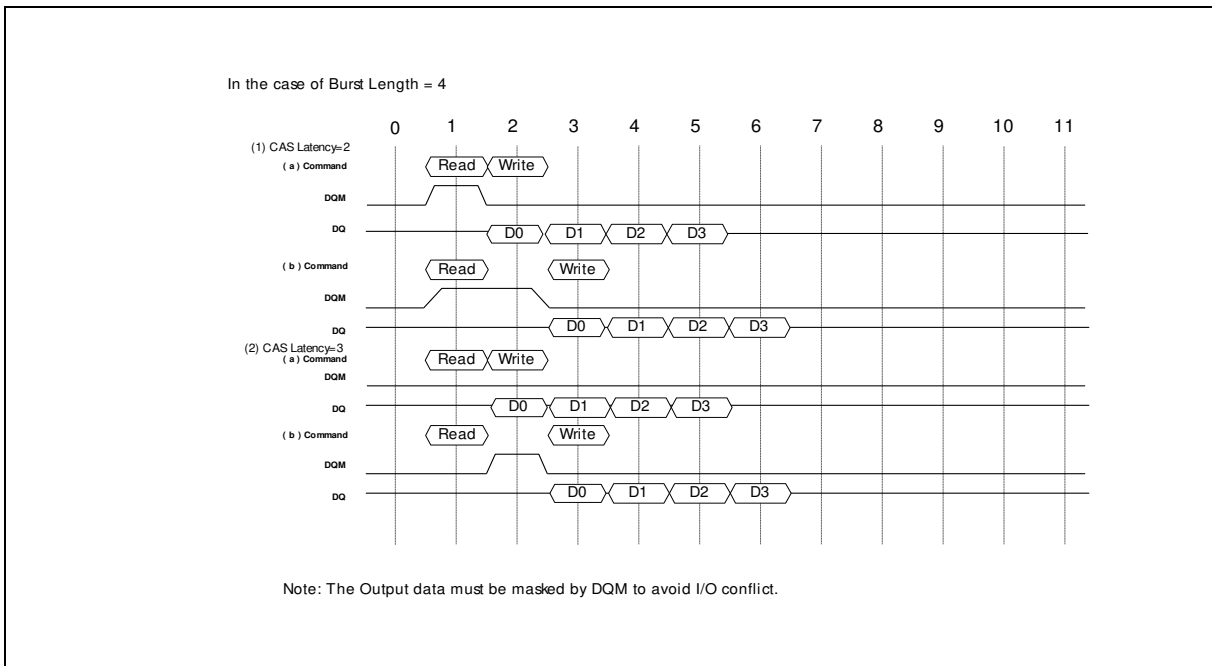 In the case of Burst Length = 4
0 1 2 3 4 5 6 7 8 9 10 11
(1) CAS Latency=2
( a ) Command Read Write
DQM
DQ D0 D1 D2 D3
( b ) Command Read Write
DQM
DQ D0 D1 D2 D3
(2) CAS Latency=3
( a ) Command Read Write
DQM
DQ D0 D1 D2 D3
( b ) Command Read Write
DQM
DQ D0 D1 D2 D3
Note: The Output data must be masked by DQM to avoid I/O conflict.